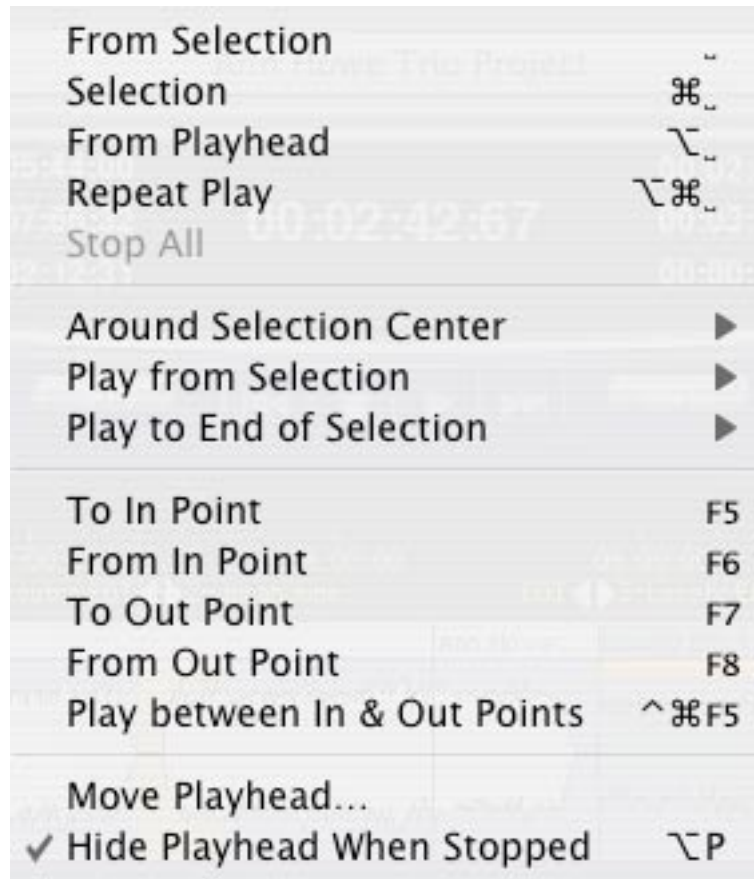 From Selection ˽
Selection ⌘˽
From Playhead ⌥˽
Repeat Play ⌥⌘˽
Stop All
Around Selection Center ▶
Play from Selection ▶
Play to End of Selection ▶
To In Point F5
From In Point F6
To Out Point F7
From Out Point F8
Play between In & Out Points ^⌘F5
Move Playhead...
✓ Hide Playhead When Stopped ⌥P